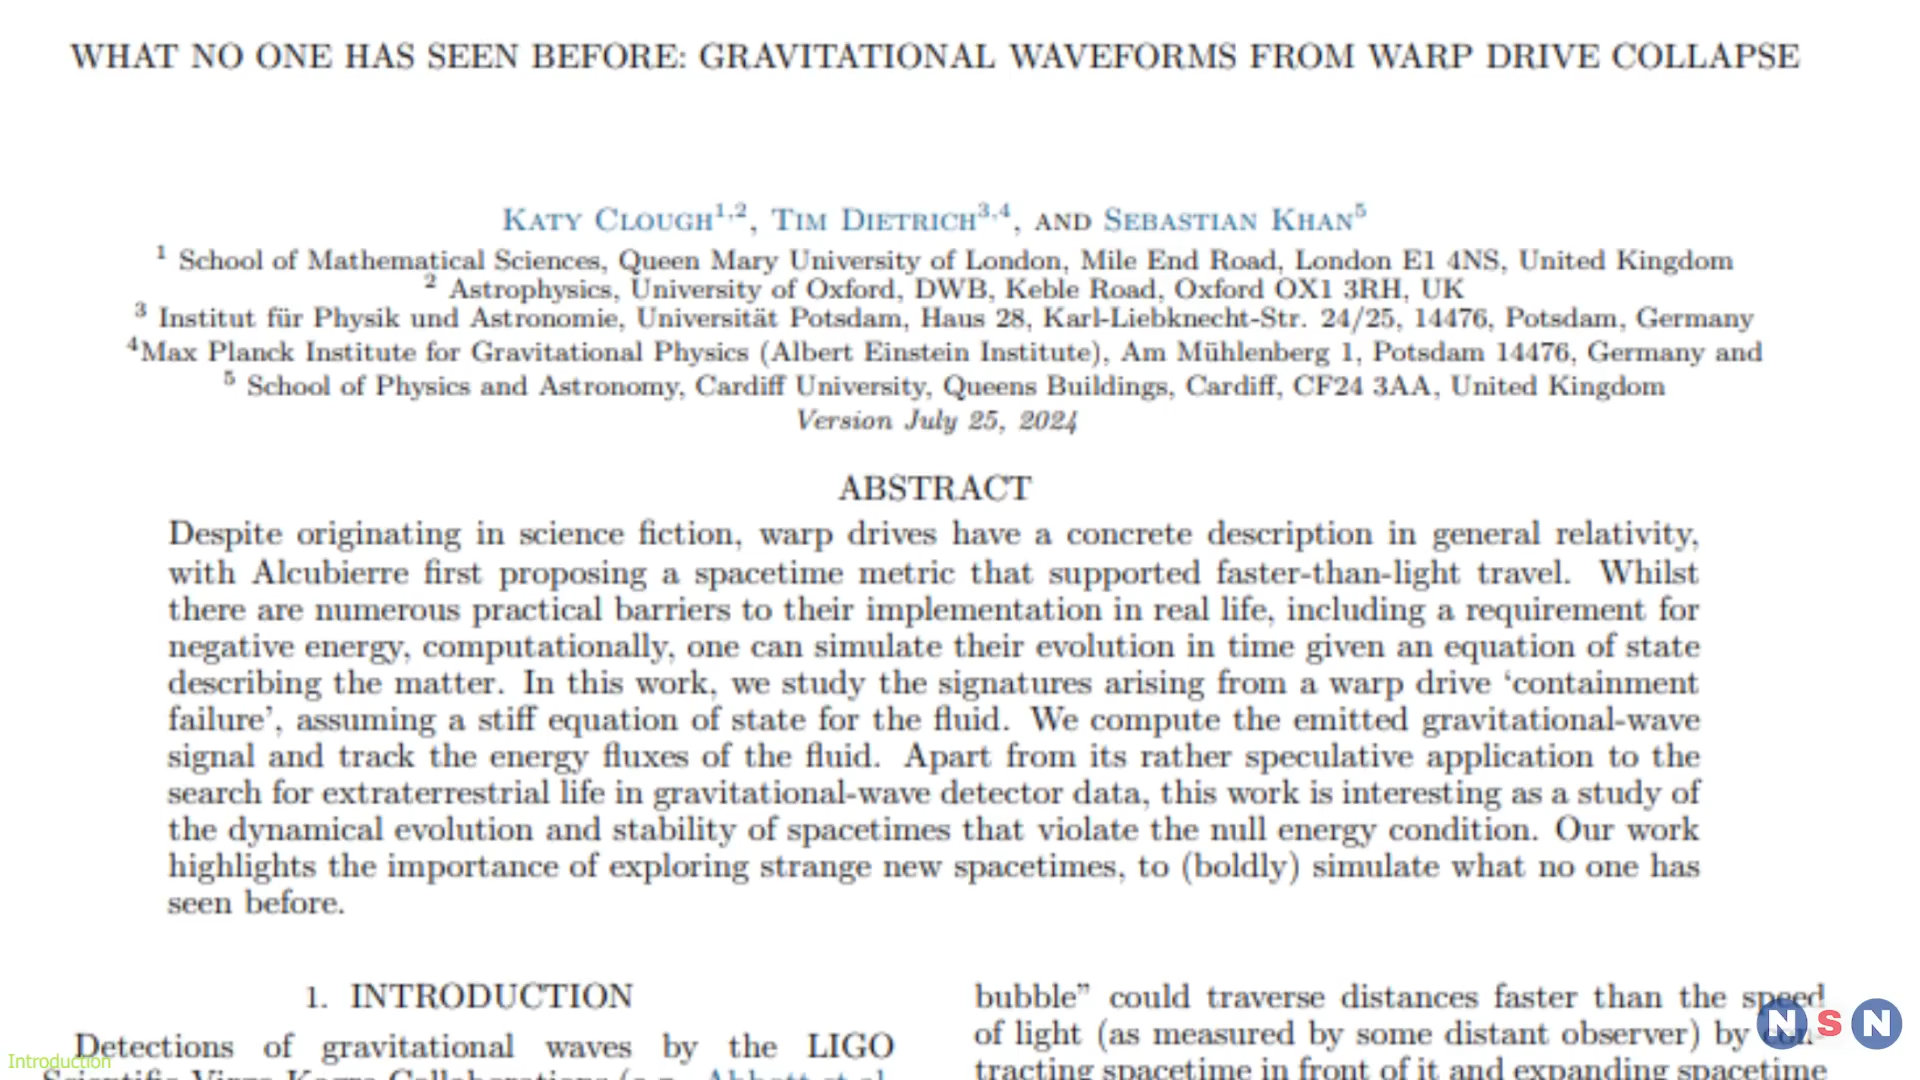 WHAT NO ONE HAS SEEN BEFORE: GRAVITATIONAL WAVEFORMS FROM WARP DRIVE COLLAPSE
KATY CLOUGH1,2, TIM DIETRICH3,4, AND SEBASTIAN KHAN5
1 School of Mathematical Sciences, Queen Mary University of London, Mile End Road, London E1 4NS, United Kingdom
2 Astrophysics, University of Oxford, DWB, Keble Road, Oxford OX1 3RH, UK
3 Institut für Physik und Astronomie, Universität Potsdam, Haus 28, Karl-Liebknecht-Str. 24/25, 14476, Potsdam, Germany
4Max Planck Institute for Gravitational Physics (Albert Einstein Institute), Am Mühlenberg 1, Potsdam 14476, Germany and
5 School of Physics and Astronomy, Cardiff University, Queens Buildings, Cardiff, CF24 3AA, United Kingdom
Version July 25, 2024
ABSTRACT
Despite originating in science fiction, warp drives have a concrete description in general relativity,
with Alcubierre first proposing a spacetime metric that supported faster-than-light travel. Whilst
there are numerous practical barriers to their implementation in real life, including a requirement for
negative energy, computationally, one can simulate their evolution in time given an equation of state
describing the matter. In this work, we study the signatures arising from a warp drive ‘containment
failure’, assuming a stiff equation of state for the fluid. We compute the emitted gravitational-wave
signal and track the energy fluxes of the fluid. Apart from its rather speculative application to the
search for extraterrestrial life in gravitational-wave detector data, this work is interesting as a study of
the dynamical evolution and stability of spacetimes that violate the null energy condition. Our work
highlights the importance of exploring strange new spacetimes, to (boldly) simulate what no one has
seen before.
1. INTRODUCTION
Detections of gravitational waves by the LIGO
Scientific Virgo Kagra Collaborations (e.g., Abbott et al.
bubble” could traverse distances faster than the speed
of light (as measured by some distant observer) by
tracting spacetime in front of it and expanding spacetime
Introduction
NSN